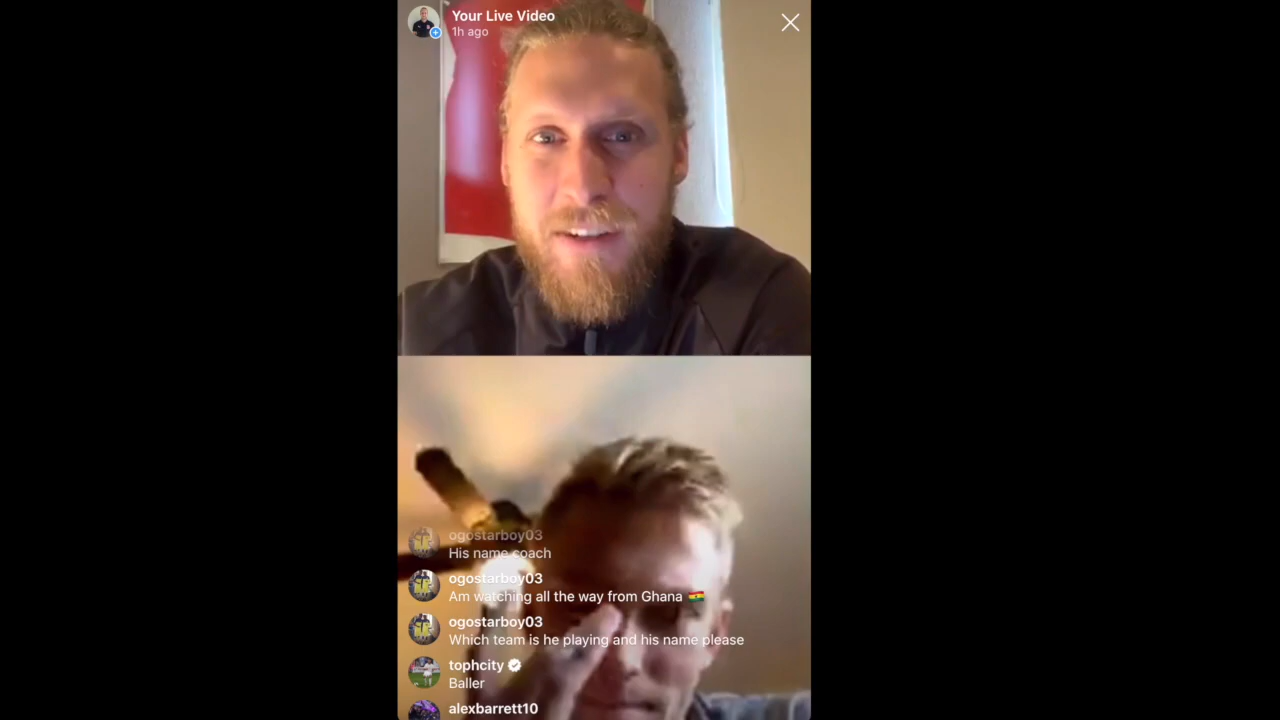 Your Live Video
1h ago
ogostarboy03
His name coach
ogostarboy03
Am watching all the way from Ghana 🇬🇭
ogostarboy03
Which team is he playing and his name please
tophcity
Baller
alexbarrett10